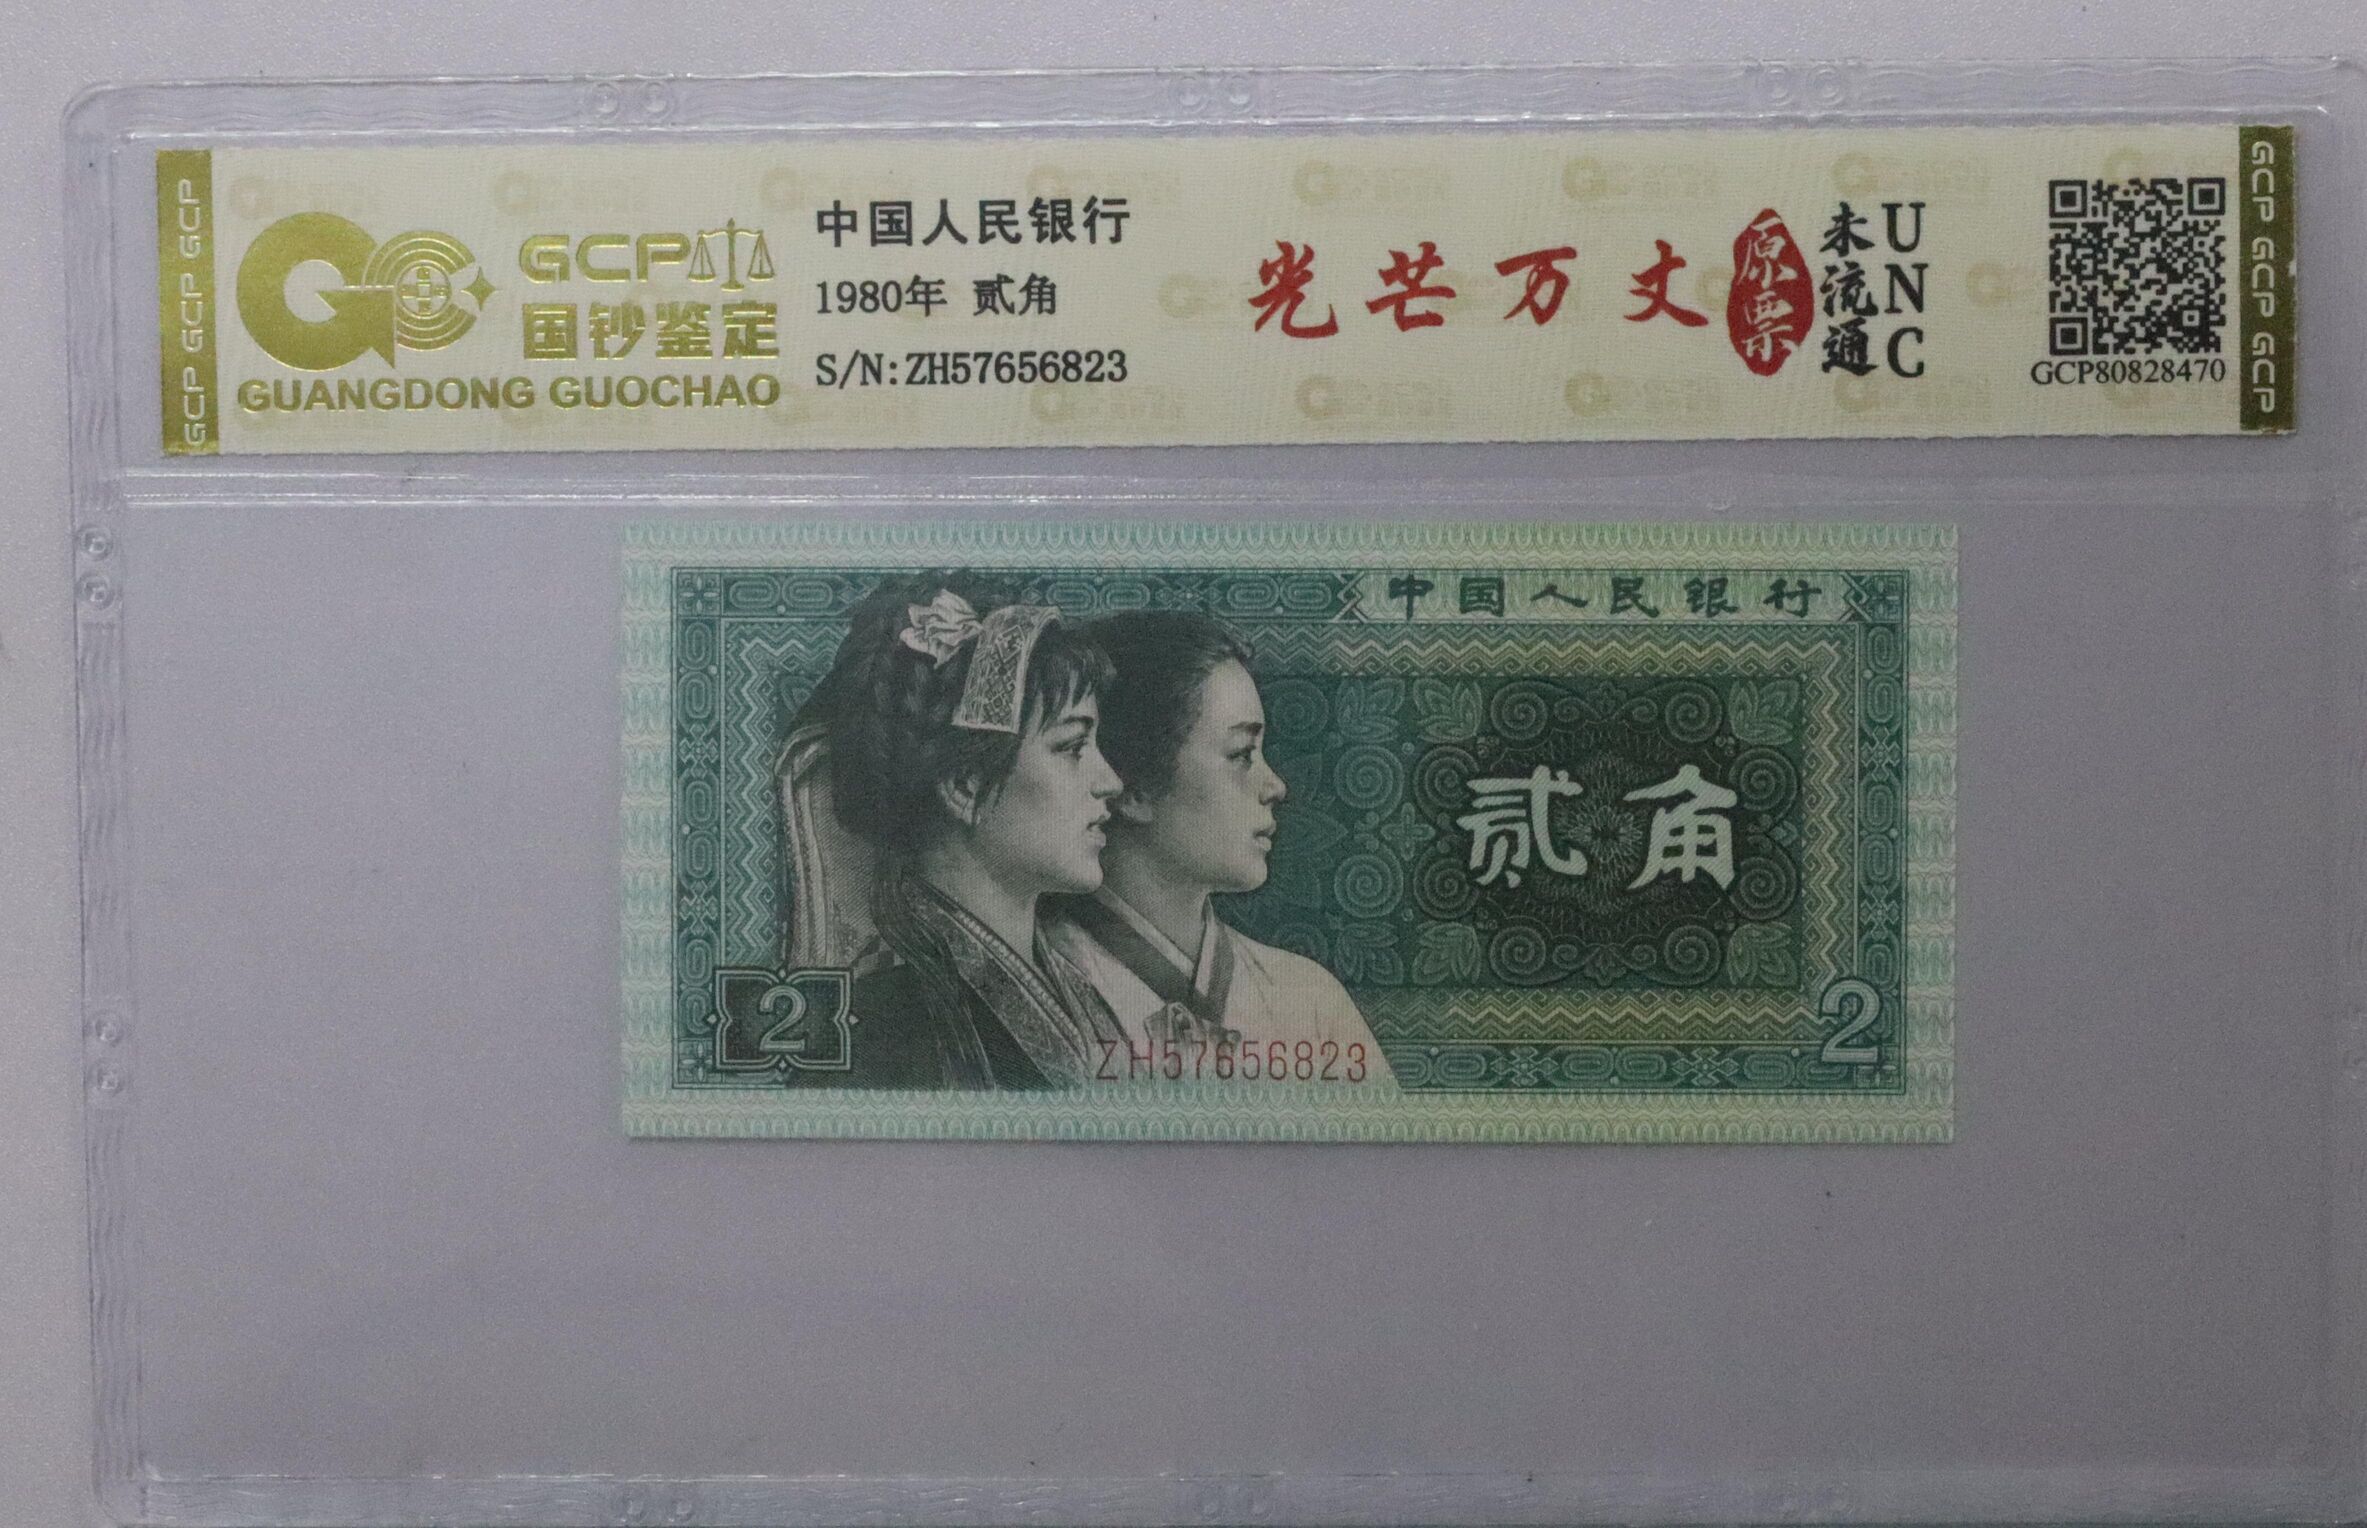 GCP GCP GCP
GCP
国钞鉴定
GUANGDONG GUOCHAO
中国人民银行
1980年 贰角
S/N:ZH57656823
光芒万丈
原票
未流通
UNC
GCP80828470
GCP GCP GCP
中国人民银行
贰角
2
ZH57656823
2